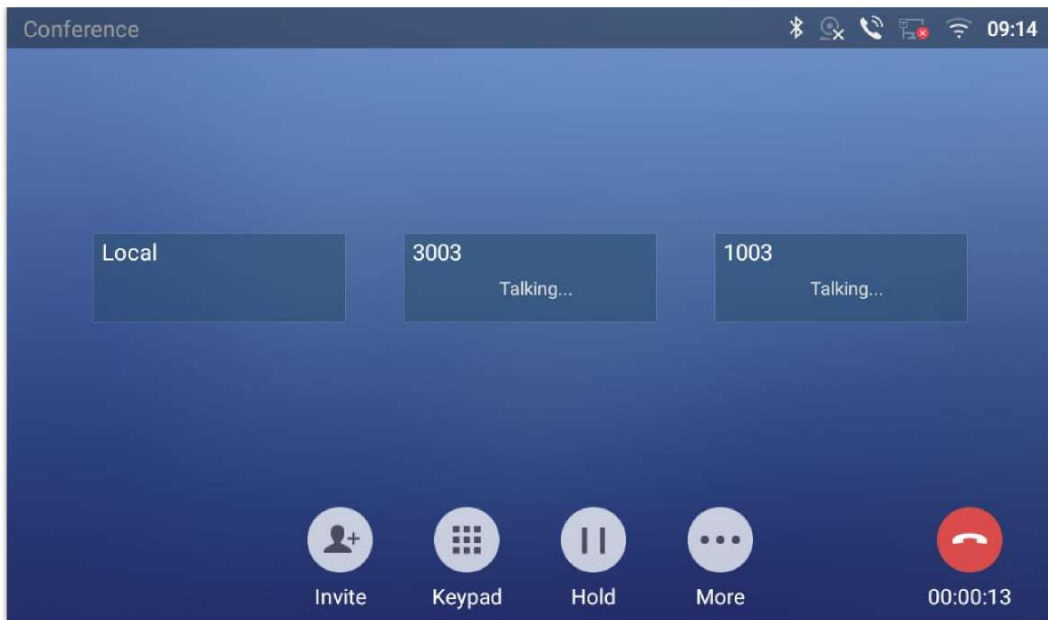 Conference
09:14
Local
3003
Talking...
1003
Talking...
Invite
Keypad
Hold
More
00:00:13